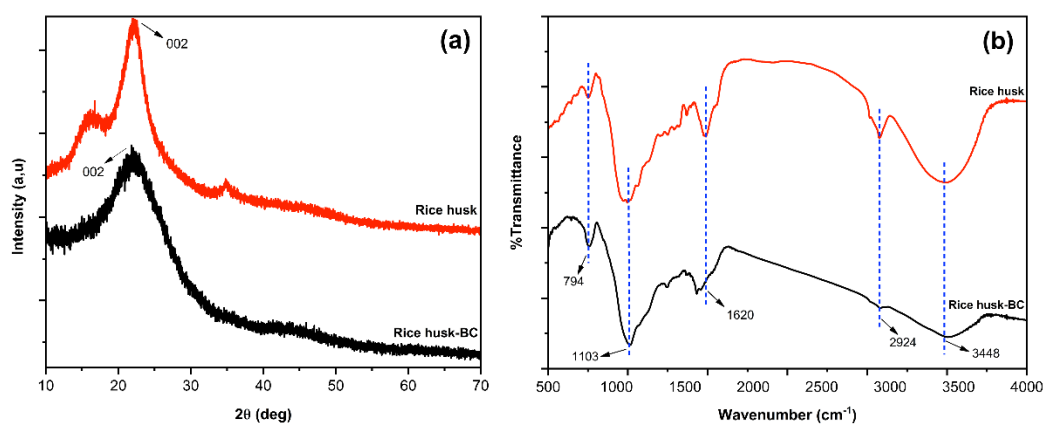 (a)
002
002
Rice husk
Rice husk-BC
Intensity (a,u)
10 20 30 40 50 60 70
2θ (deg)
(b)
Rice husk
Rice husk-BC
794
1103
1620
2924
3448
%Transmittance
500 1000 1500 2000 2500 3000 3500 4000
Wavenumber (cm⁻¹)